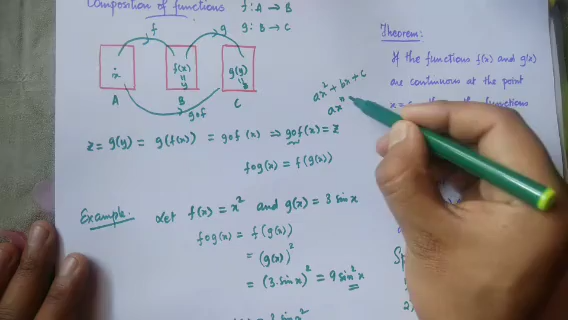 Composition of functions f: A → B
g: B → C
f g
x f(x) g(y)
=
y z
A B C
gof
z = g(y) = g(f(x)) = gof(x) ⇒ gof(x) = z
fog(x) = f(g(x))
Example. Let f(x) = x² and g(x) = 3 sin x
fog(x) = f(g(x))
= (g(x))²
= (3.sinx)² = 9 sin²x
ax² + bx + c
axⁿ
Theorem:
If the functions f(x) and g(x)
are continuous at the point